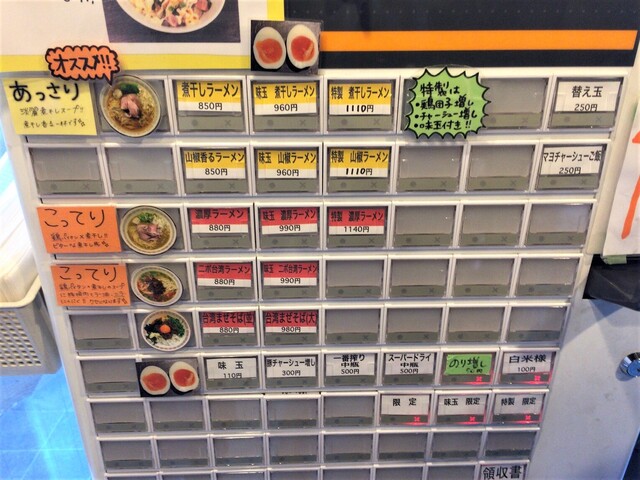 オススメ!!
あっさり
煮干しラーメン
850円
味玉 煮干しラーメン
960円
特製 煮干しラーメン
1110円
特製は
・鶏団子増し
・チャーシュー増し
・味玉付き!!
替え玉
250円
山椒香るラーメン
850円
味玉 山椒ラーメン
960円
特製 山椒ラーメン
1110円
マヨチャーシューご飯
250円
こってり
濃厚ラーメン
880円
味玉 濃厚ラーメン
990円
特製 濃厚ラーメン
1140円
こってり
ニボ台湾ラーメン
880円
味玉 ニボ台湾ラーメン
990円
台湾まぜそば(並)
880円
台湾まぜそば(大)
980円
味玉
110円
豚チャーシュー増し
300円
一番搾り
中瓶
500円
スーパードライ
中瓶
500円
のり増し
白米様
100円
限定
味玉 限定
特製 限定
領収書